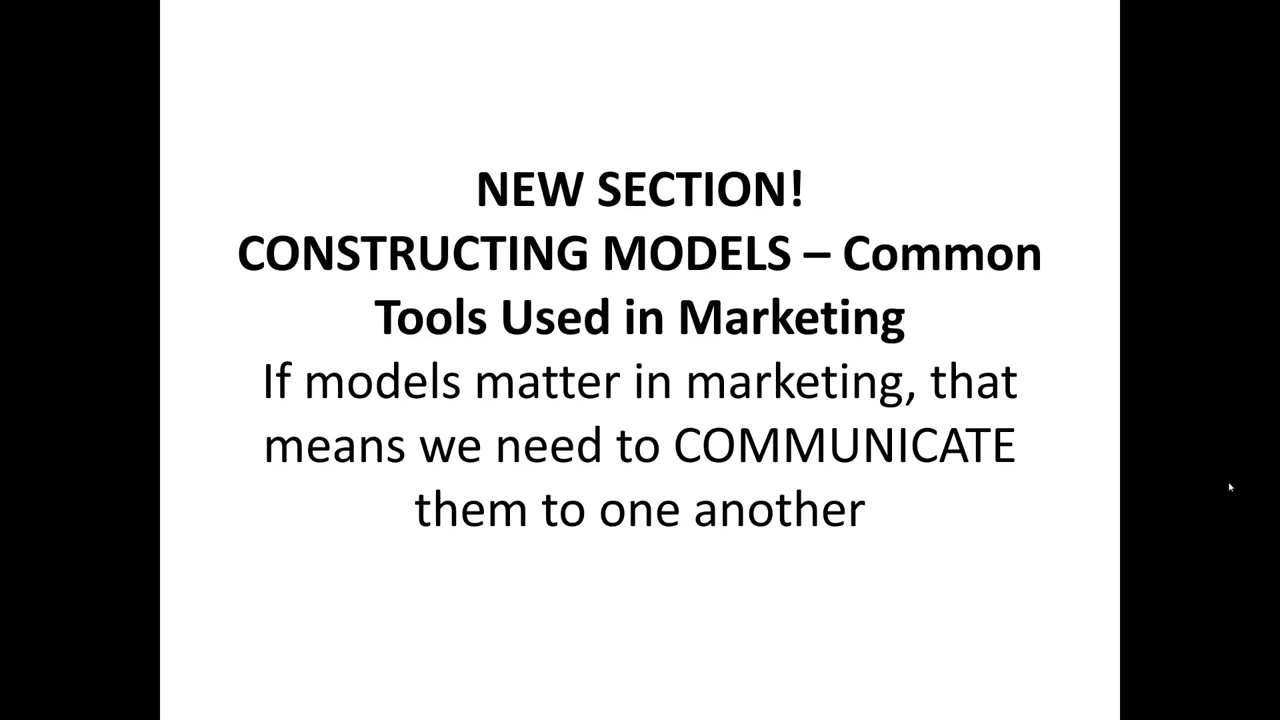 NEW SECTION!
CONSTRUCTING MODELS – Common
Tools Used in Marketing
If models matter in marketing, that
means we need to COMMUNICATE
them to one another